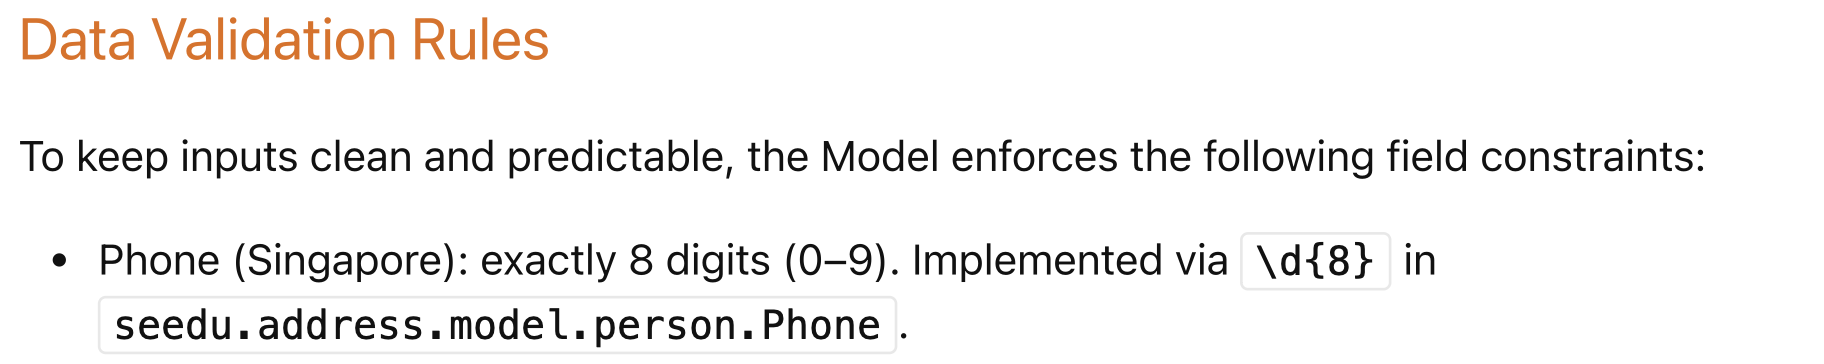 Data Validation Rules
To keep inputs clean and predictable, the Model enforces the following field constraints:
• Phone (Singapore): exactly 8 digits (0–9). Implemented via \d{8} in
seedu.address.model.person.Phone.